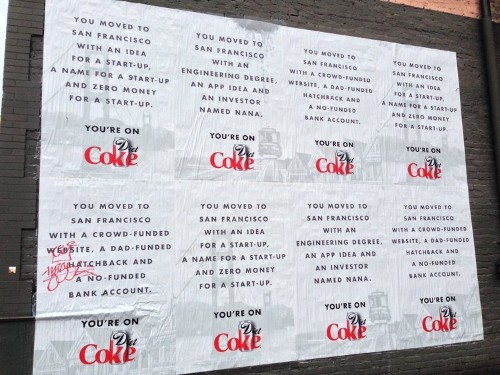 YOU MOVED TO
SAN FRANCISCO
WITH AN IDEA
FOR A START-UP,
A NAME FOR A START-UP
AND ZERO MONEY
FOR A START-UP.
YOU'RE ON
Diet Coke
YOU MOVED TO
SAN FRANCISCO
WITH AN
ENGINEERING DEGREE,
AN APP IDEA AND
AN INVESTOR
NAMED NANA.
YOU'RE ON
Diet Coke
YOU MOVED TO
SAN FRANCISCO
WITH A CROWD-FUNDED
WEBSITE, A DAD-FUNDED
HATCHBACK AND
A NO-FUNDED
BANK ACCOUNT.
YOU'RE ON
Diet Coke
YOU MOVED TO
SAN FRANCISCO
WITH AN IDEA
FOR A START-UP,
A NAME FOR A START-UP
AND ZERO MONEY
FOR A START-UP.
YOU'RE ON
Diet Coke
YOU MOVED TO
SAN FRANCISCO
WITH A CROWD-FUNDED
WEBSITE, A DAD-FUNDED
HATCHBACK AND
A NO-FUNDED
BANK ACCOUNT.
YOU'RE ON
Diet Coke
YOU MOVED TO
SAN FRANCISCO
WITH AN IDEA
FOR A START-UP,
A NAME FOR A START-UP
AND ZERO MONEY
FOR A START-UP.
YOU'RE ON
Diet Coke
YOU MOVED TO
SAN FRANCISCO
WITH AN
ENGINEERING DEGREE,
AN APP IDEA AND
AN INVESTOR
NAMED NANA.
YOU'RE ON
Diet Coke
YOU MOVED TO
SAN FRANCISCO
WITH A CROWD-FUNDED
WEBSITE, A DAD-FUNDED
HATCHBACK AND
A NO-FUNDED
BANK ACCOUNT.
YOU'RE ON
Diet Coke